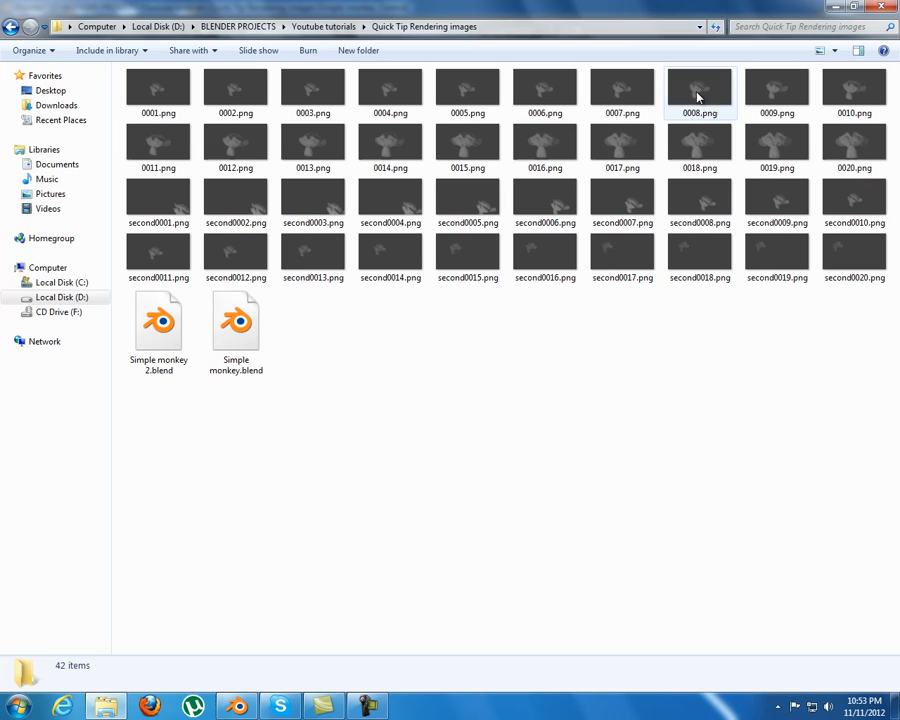 Computer ▸ Local Disk (D:) ▸ BLENDER PROJECTS ▸ Youtube tutorials ▸ Quick Tip Rendering images
Search Quick Tip Rendering images
Organize Include in library Share with Slide show Burn New folder
Favorites
Desktop
Downloads
Recent Places
Libraries
Documents
Music
Pictures
Videos
Homegroup
Computer
Local Disk (C:)
Local Disk (D:)
CD Drive (F:)
Network
0001.png 0002.png 0003.png 0004.png 0005.png 0006.png 0007.png 0008.png 0009.png 0010.png
0011.png 0012.png 0013.png 0014.png 0015.png 0016.png 0017.png 0018.png 0019.png 0020.png
second0001.png second0002.png second0003.png second0004.png second0005.png second0006.png second0007.png second0008.png second0009.png second0010.png
second0011.png second0012.png second0013.png second0014.png second0015.png second0016.png second0017.png second0018.png second0019.png second0020.png
Simple monkey
2.blend
Simple
monkey.blend
42 items
10:53 PM
11/11/2012